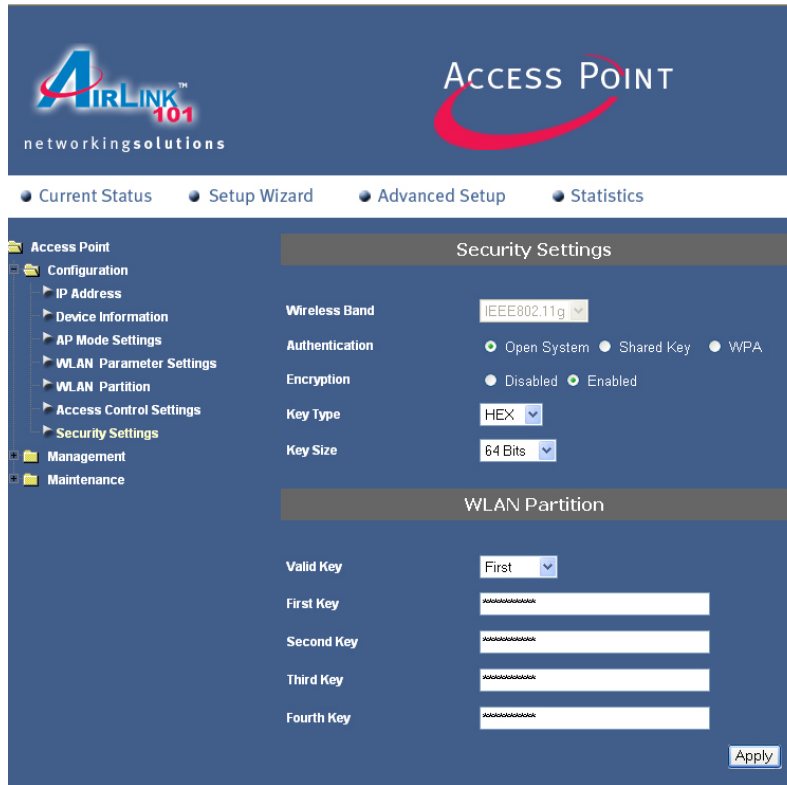 AIRLINK™
101
networkingsolutions
ACCESS POINT
Current Status Setup Wizard Advanced Setup Statistics
Access Point
Configuration
IP Address
Device Information
AP Mode Settings
WLAN Parameter Settings
WLAN Partition
Access Control Settings
Security Settings
Management
Maintenance
Security Settings
Wireless Band IEEE802.11g
Authentication Open System Shared Key WPA
Encryption Disabled Enabled
Key Type HEX
Key Size 64 Bits
WLAN Partition
Valid Key First
First Key **********
Second Key **********
Third Key **********
Fourth Key **********
Apply